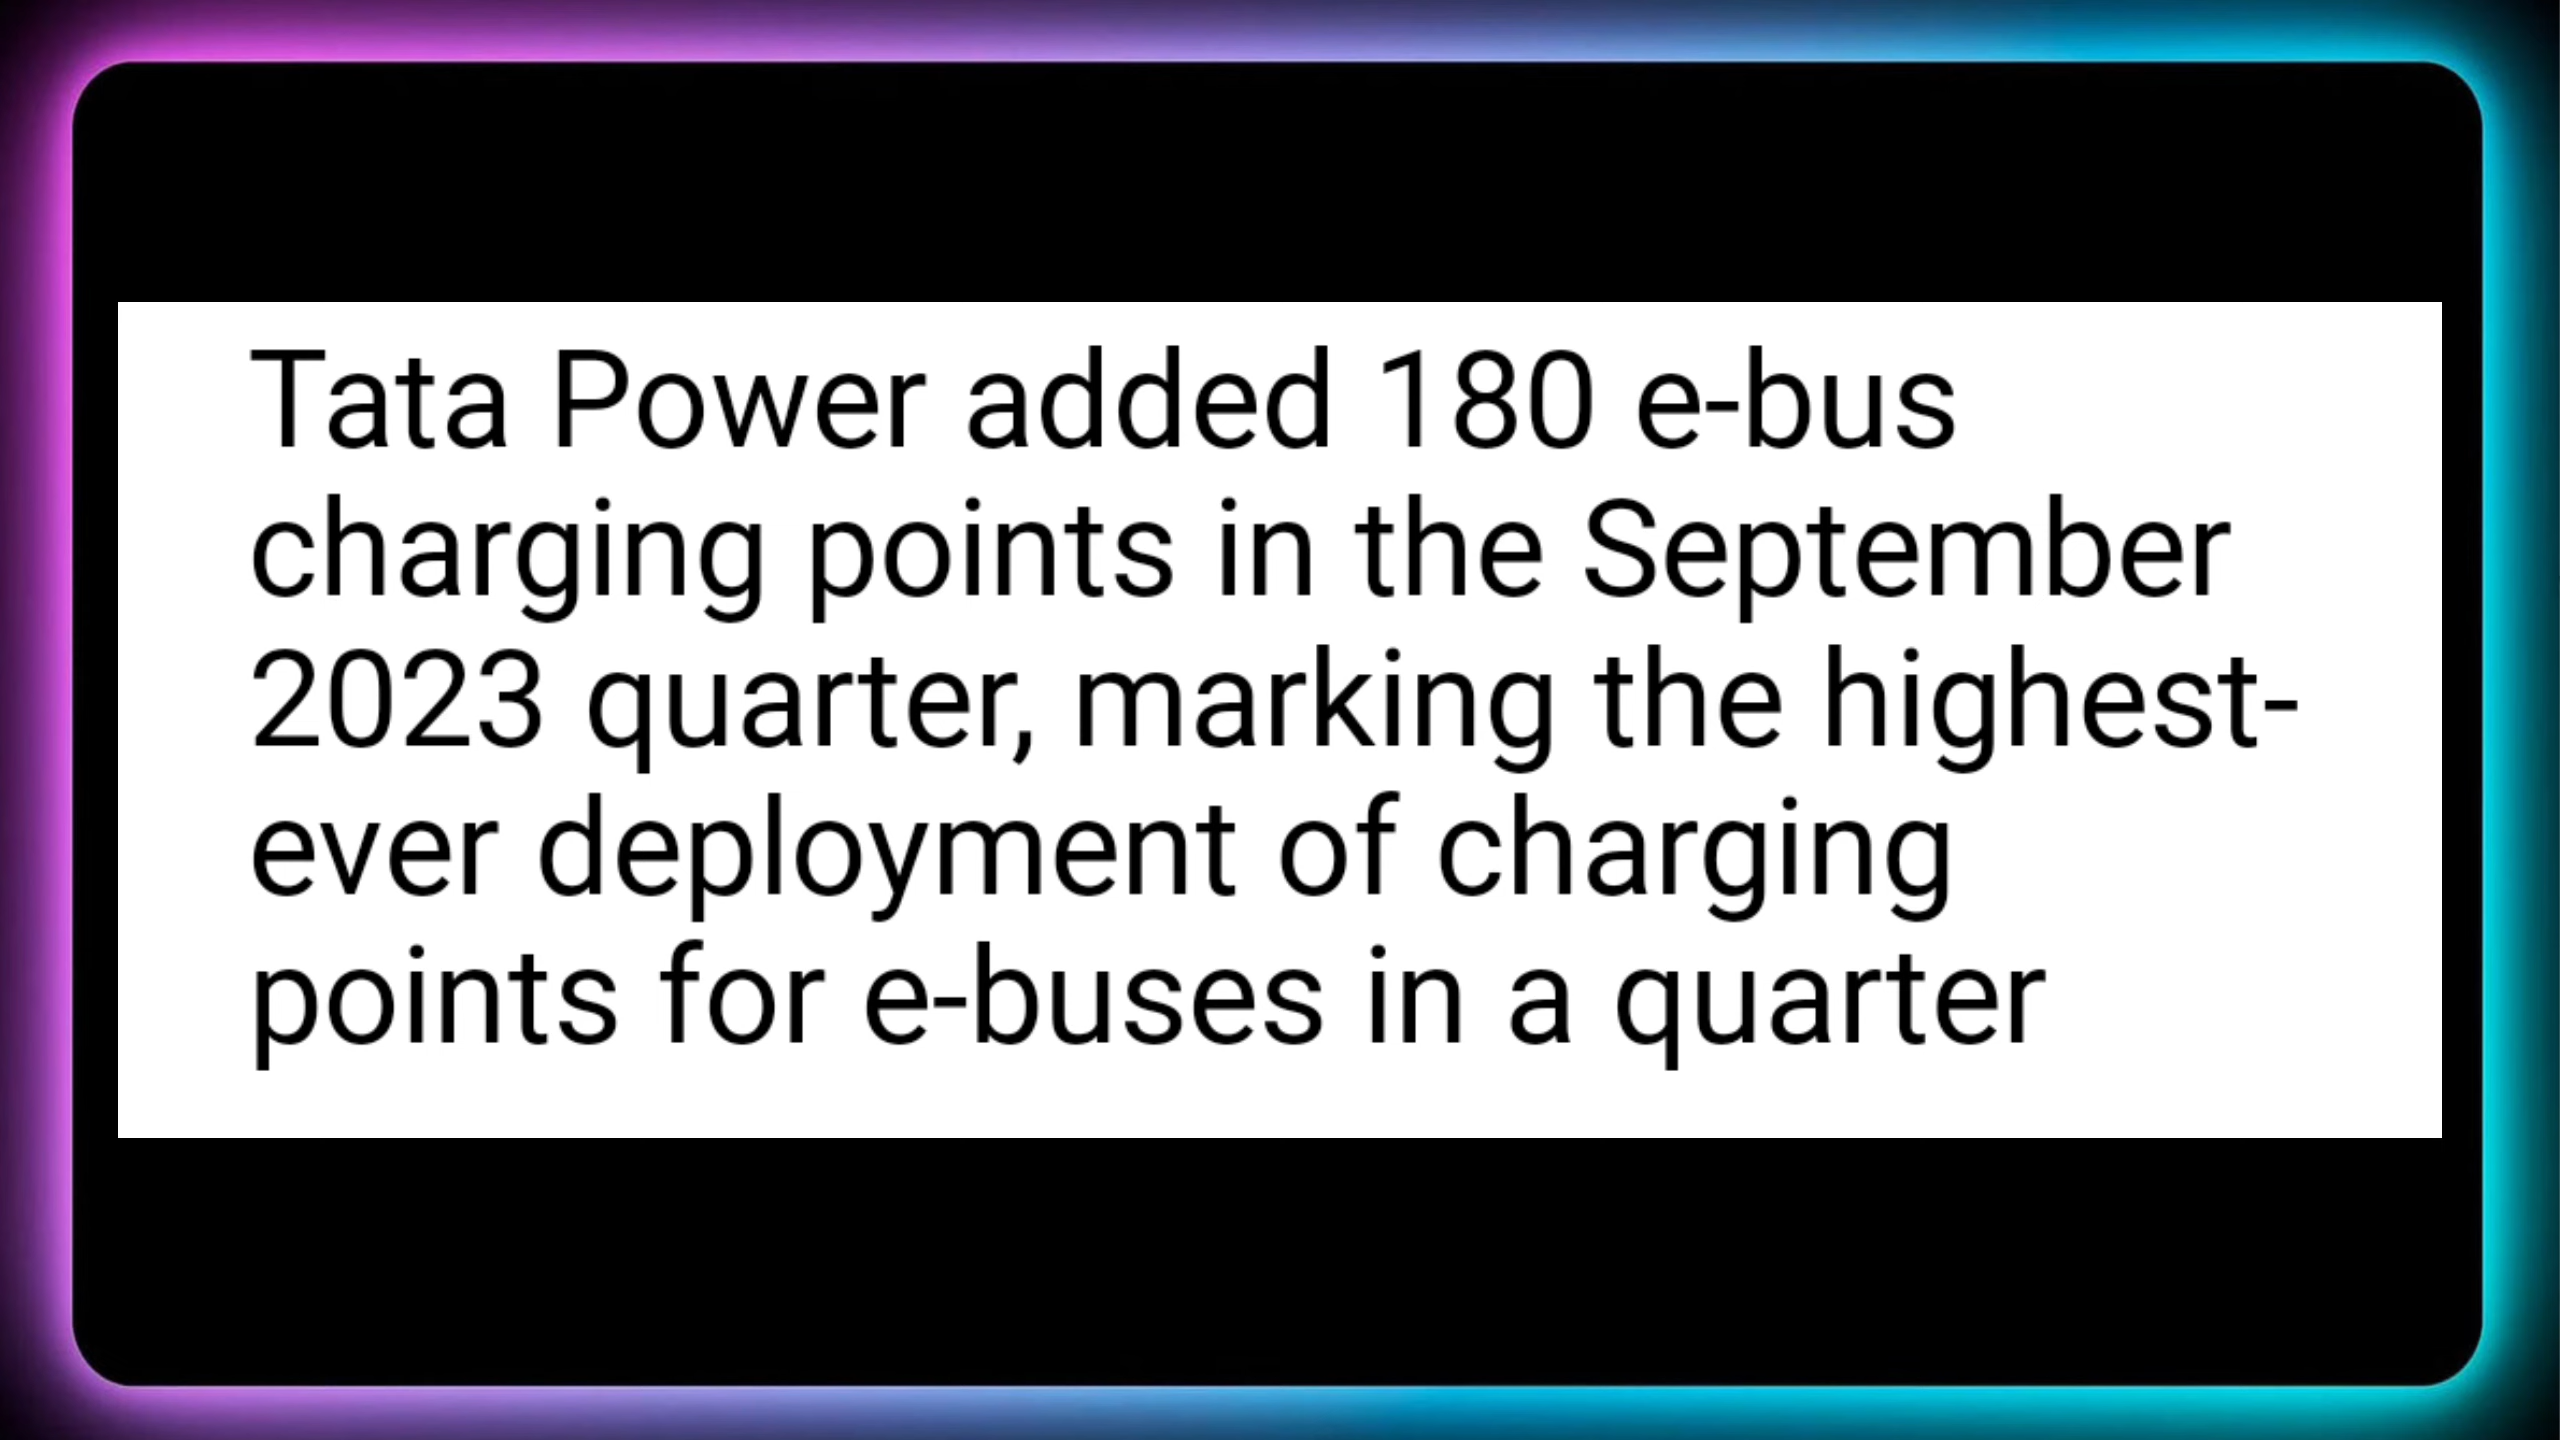 Tata Power added 180 e-bus
charging points in the September
2023 quarter, marking the highest-
ever deployment of charging
points for e-buses in a quarter